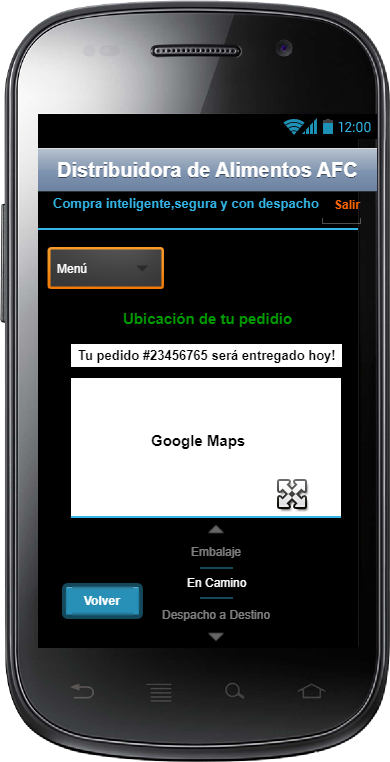 12:00
Distribuidora de Alimentos AFC
Compra inteligente,segura y con despacho Salir
Menú
Ubicación de tu pedidio
Tu pedido #23456765 será entregado hoy!
Google Maps
Embalaje
En Camino
Volver
Despacho a Destino